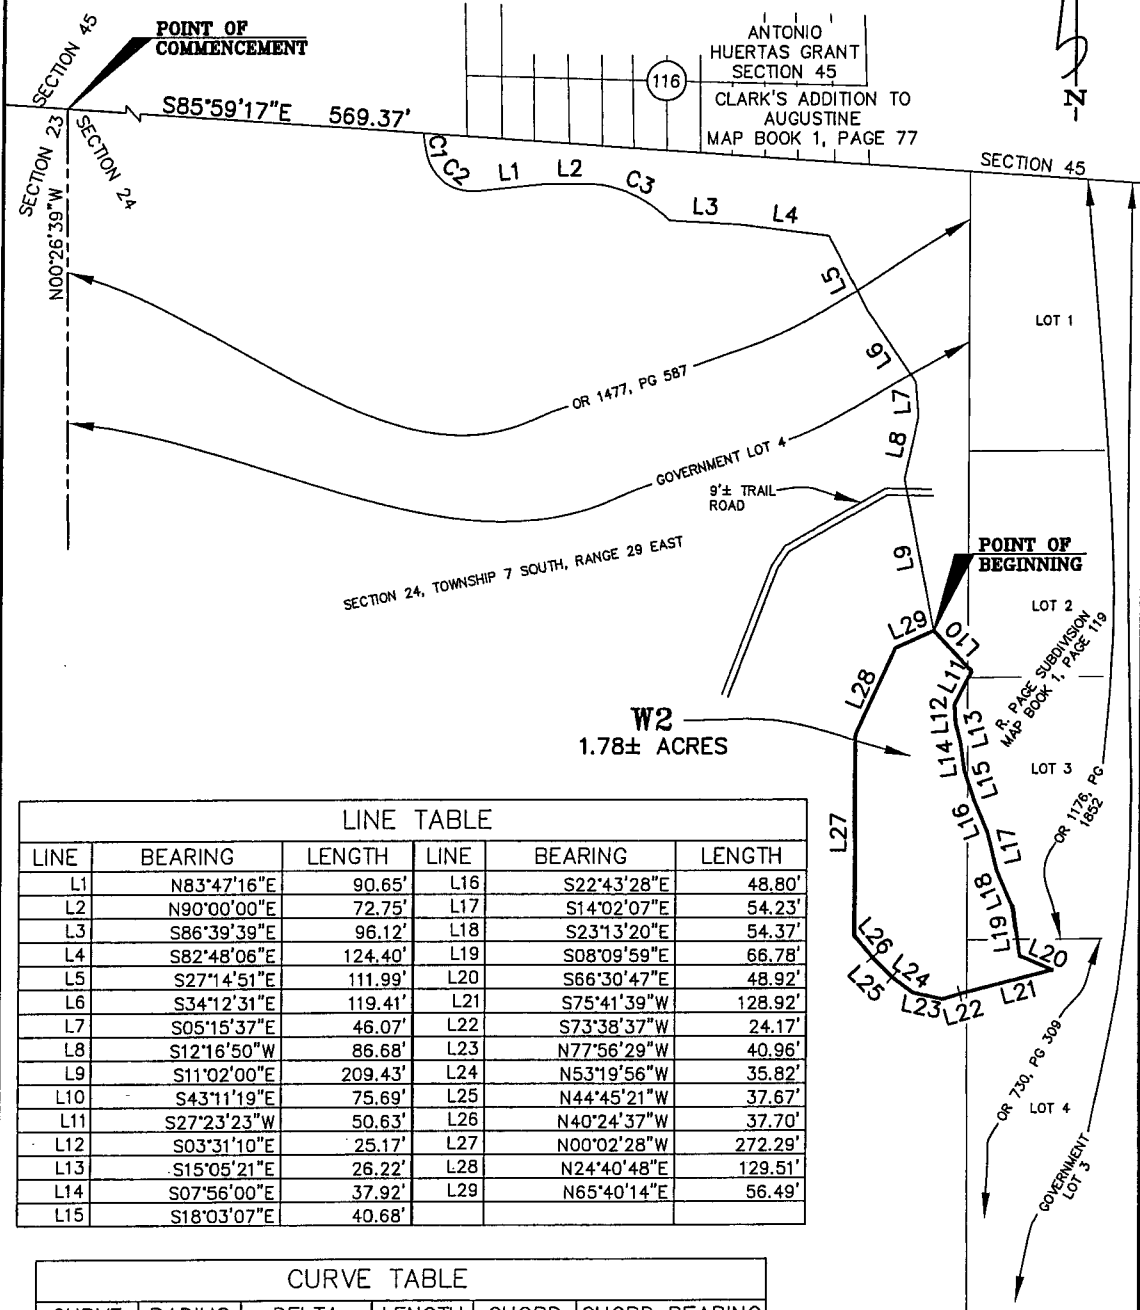 POINT OF
COMMENCEMENT
SECTION 45
SECTION 23
SECTION 24
N00°26'39"W
S85°59'17"E 569.37'
116
ANTONIO
HUERTAS GRANT
SECTION 45
CLARK'S ADDITION TO
AUGUSTINE
MAP BOOK 1, PAGE 77
N
SECTION 45
C1
C2
L1
L2
C3
L3
L4
L5
L6
L7
L8
L9
LOT 1
OR 1477, PG 587
GOVERNMENT LOT 4
9'± TRAIL
ROAD
SECTION 24, TOWNSHIP 7 SOUTH, RANGE 29 EAST
POINT OF
BEGINNING
LOT 2
R. PAGE SUBDIVISION
MAP BOOK 1, PAGE 119
L29
L10
L11
L28
L12
L13
L14
L15
L16
L17
L18
L19
L20
L21
L22
L23
L24
L25
L26
L27
W2
1.78± ACRES
LOT 3
OR 1176, PG
1852
OR 730, PG 309
LOT 4
GOVERNMENT
LOT 3
LINE TABLE
LINE BEARING LENGTH LINE BEARING LENGTH
L1 N83°47'16"E 90.65' L16 S22°43'28"E 48.80'
L2 N90°00'00"E 72.75' L17 S14°02'07"E 54.23'
L3 S86°39'39"E 96.12' L18 S23°13'20"E 54.37'
L4 S82°48'06"E 124.40' L19 S08°09'59"E 66.78'
L5 S27°14'51"E 111.99' L20 S66°30'47"E 48.92'
L6 S34°12'31"E 119.41' L21 S75°41'39"W 128.92'
L7 S05°15'37"E 46.07' L22 S73°38'37"W 24.17'
L8 S12°16'50"W 86.68' L23 N77°56'29"W 40.96'
L9 S11°02'00"E 209.43' L24 N53°19'56"W 35.82'
L10 S43°11'19"E 75.69' L25 N44°45'21"W 37.67'
L11 S27°23'23"W 50.63' L26 N40°24'37"W 37.70'
L12 S03°31'10"E 25.17' L27 N00°02'28"W 272.29'
L13 S15°05'21"E 26.22' L28 N24°40'48"E 129.51'
L14 S07°56'00"E 37.92' L29 N65°40'14"E 56.49'
L15 S18°03'07"E 40.68'
CURVE TABLE
CURVE RADIUS DELTA LENGTH CHORD CHORD BEARING